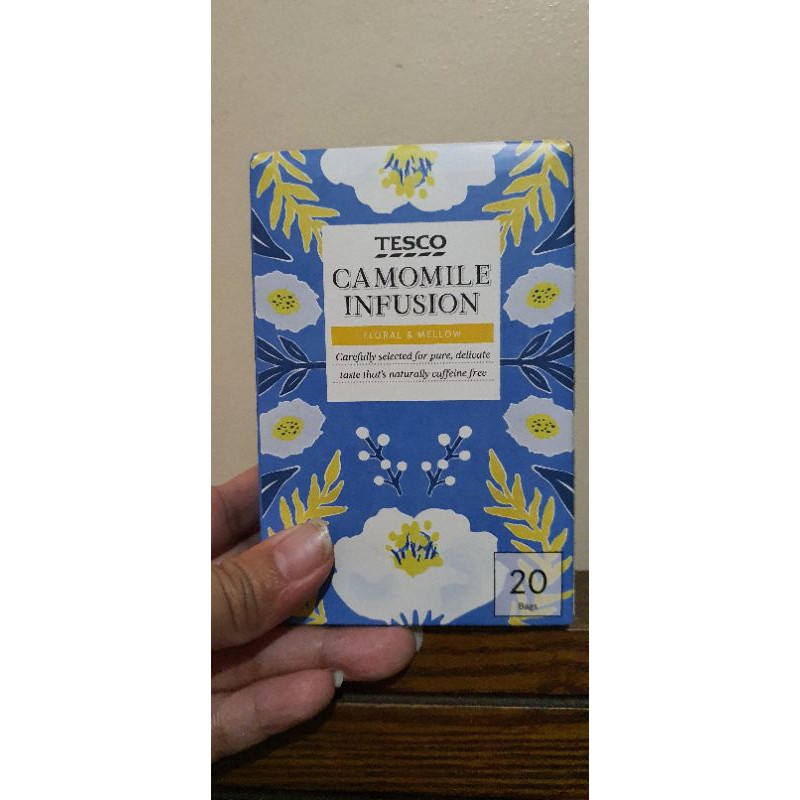 TESCO
CAMOMILE
INFUSION
FLORAL & MELLOW
Carefully selected for pure, delicate
taste that's naturally caffeine free
20
Bags